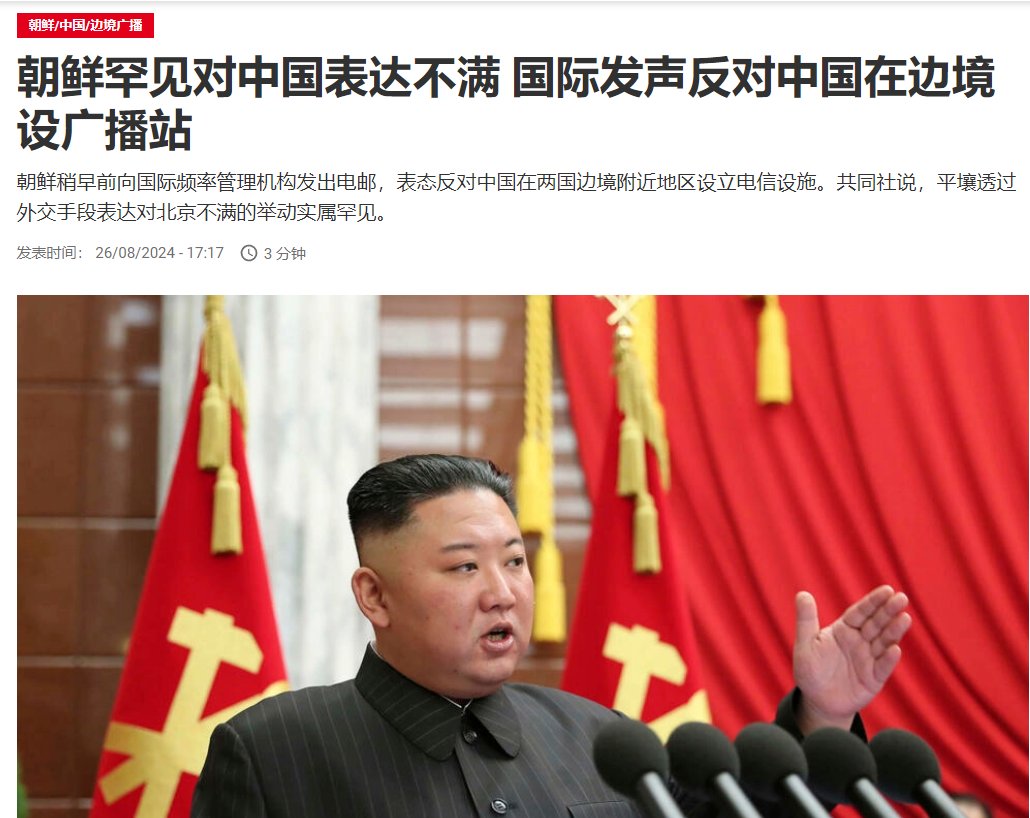 朝鲜/中国/边境广播
朝鲜罕见对中国表达不满 国际发声反对中国在边境
设广播站
朝鲜稍早前向国际频率管理机构发出电邮，表态反对中国在两国边境附近地区设立电信设施。共同社说，平壤透过
外交手段表达对北京不满的举动实属罕见。
发表时间： 26/08/2024 - 17:17 3 分钟